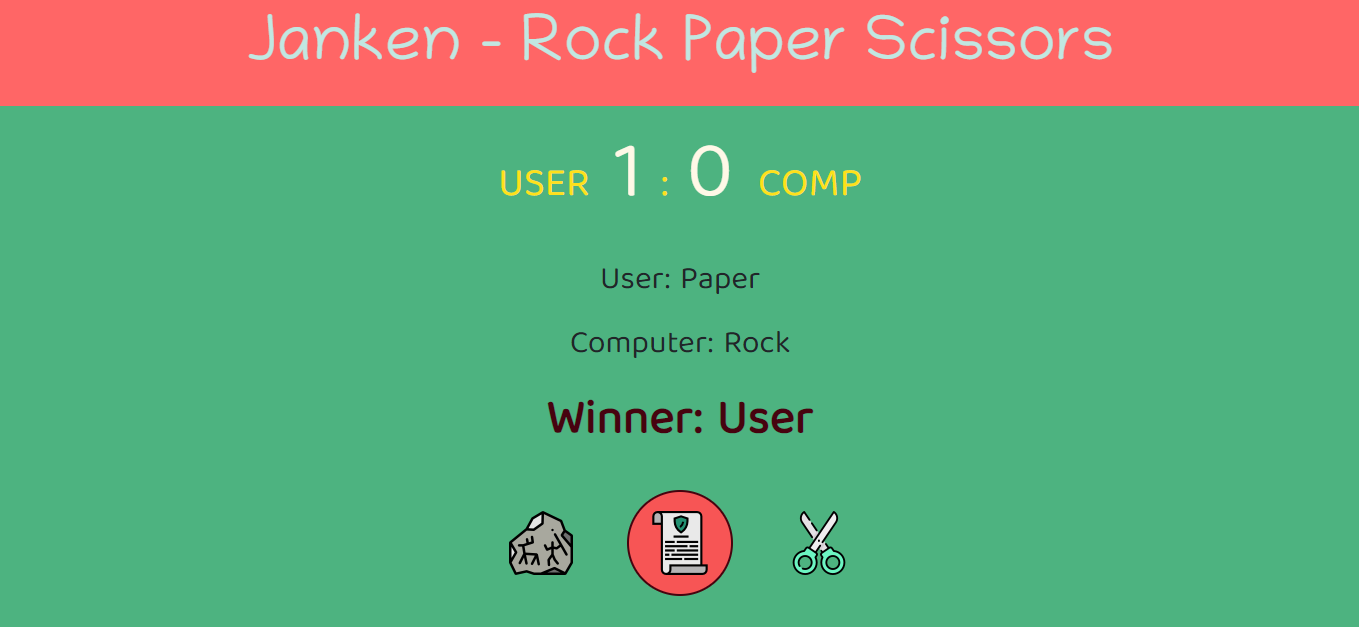 Janken - Rock Paper Scissors
USER 1 : 0 COMP
User: Paper
Computer: Rock
Winner: User